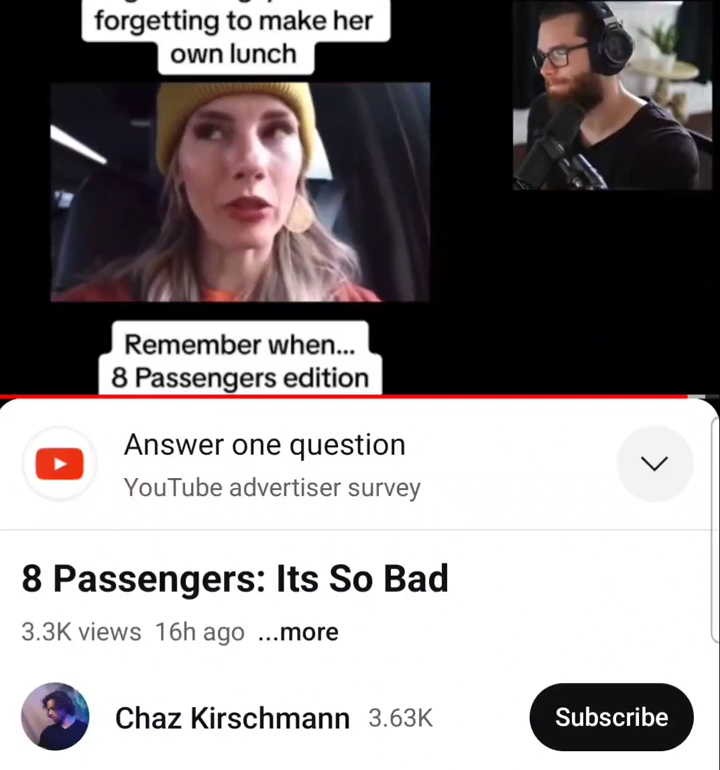 forgetting to make her
own lunch
Remember when...
8 Passengers edition
Answer one question
YouTube advertiser survey
8 Passengers: Its So Bad
3.3K views 16h ago ...more
Chaz Kirschmann 3.63K
Subscribe